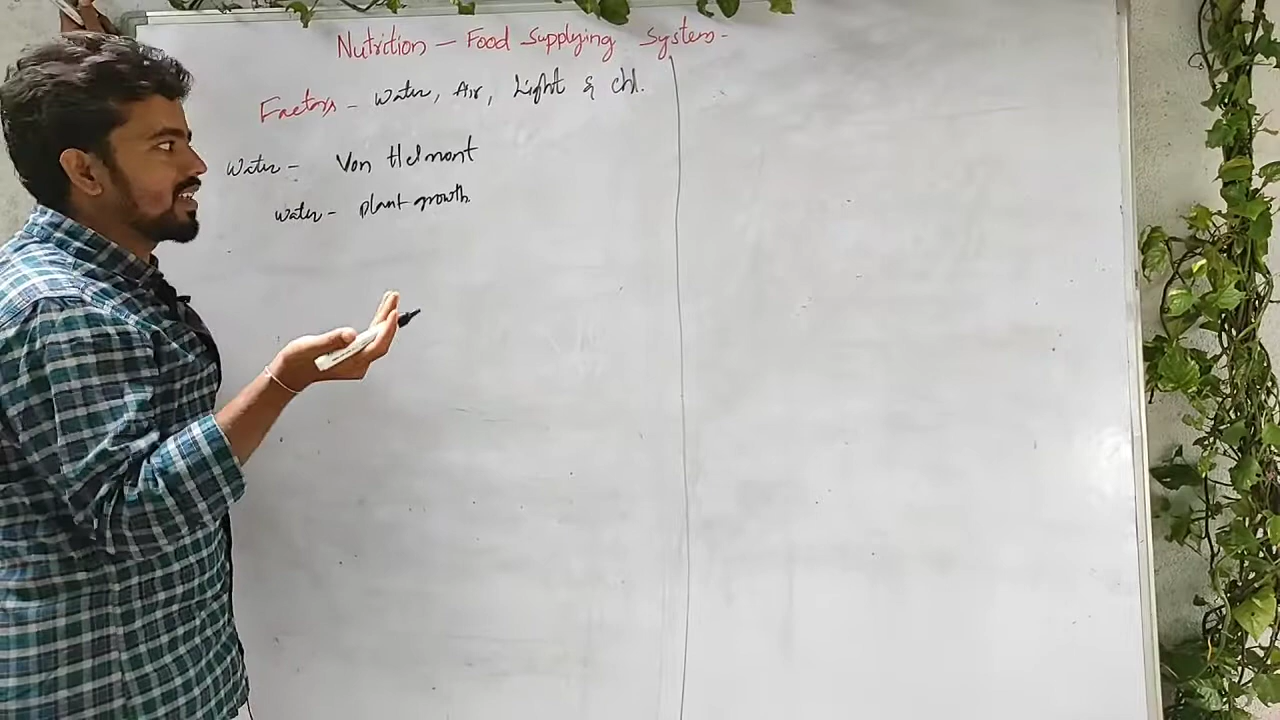 Nutrition - Food Supplying System -
Factors - Water, Air, Light & chl.
Water - Von Helmont
water - plant growth.